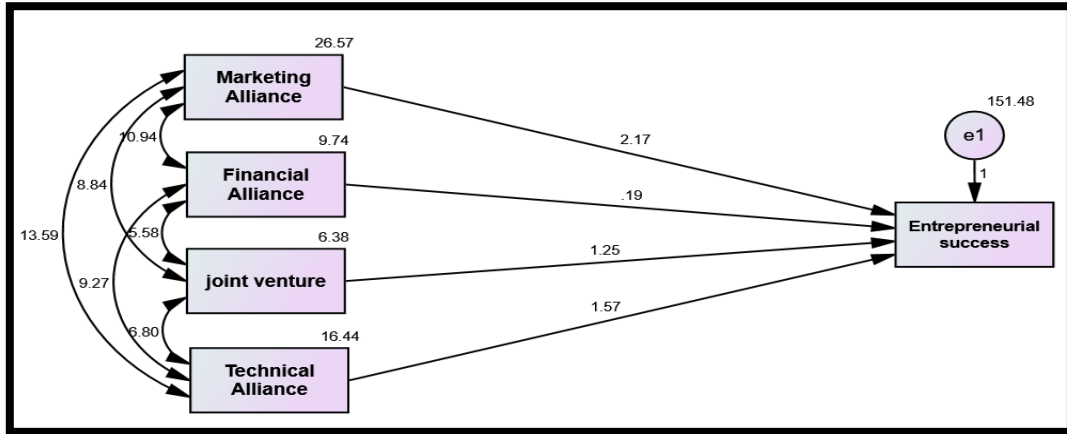 26.57
Marketing
Alliance
151.48
e1
10.94
9.74
2.17
1
Financial
Alliance
8.84
.19
Entrepreneurial
success
13.59
5.58
6.38
1.25
joint venture
9.27
6.80
16.44
1.57
Technical
Alliance